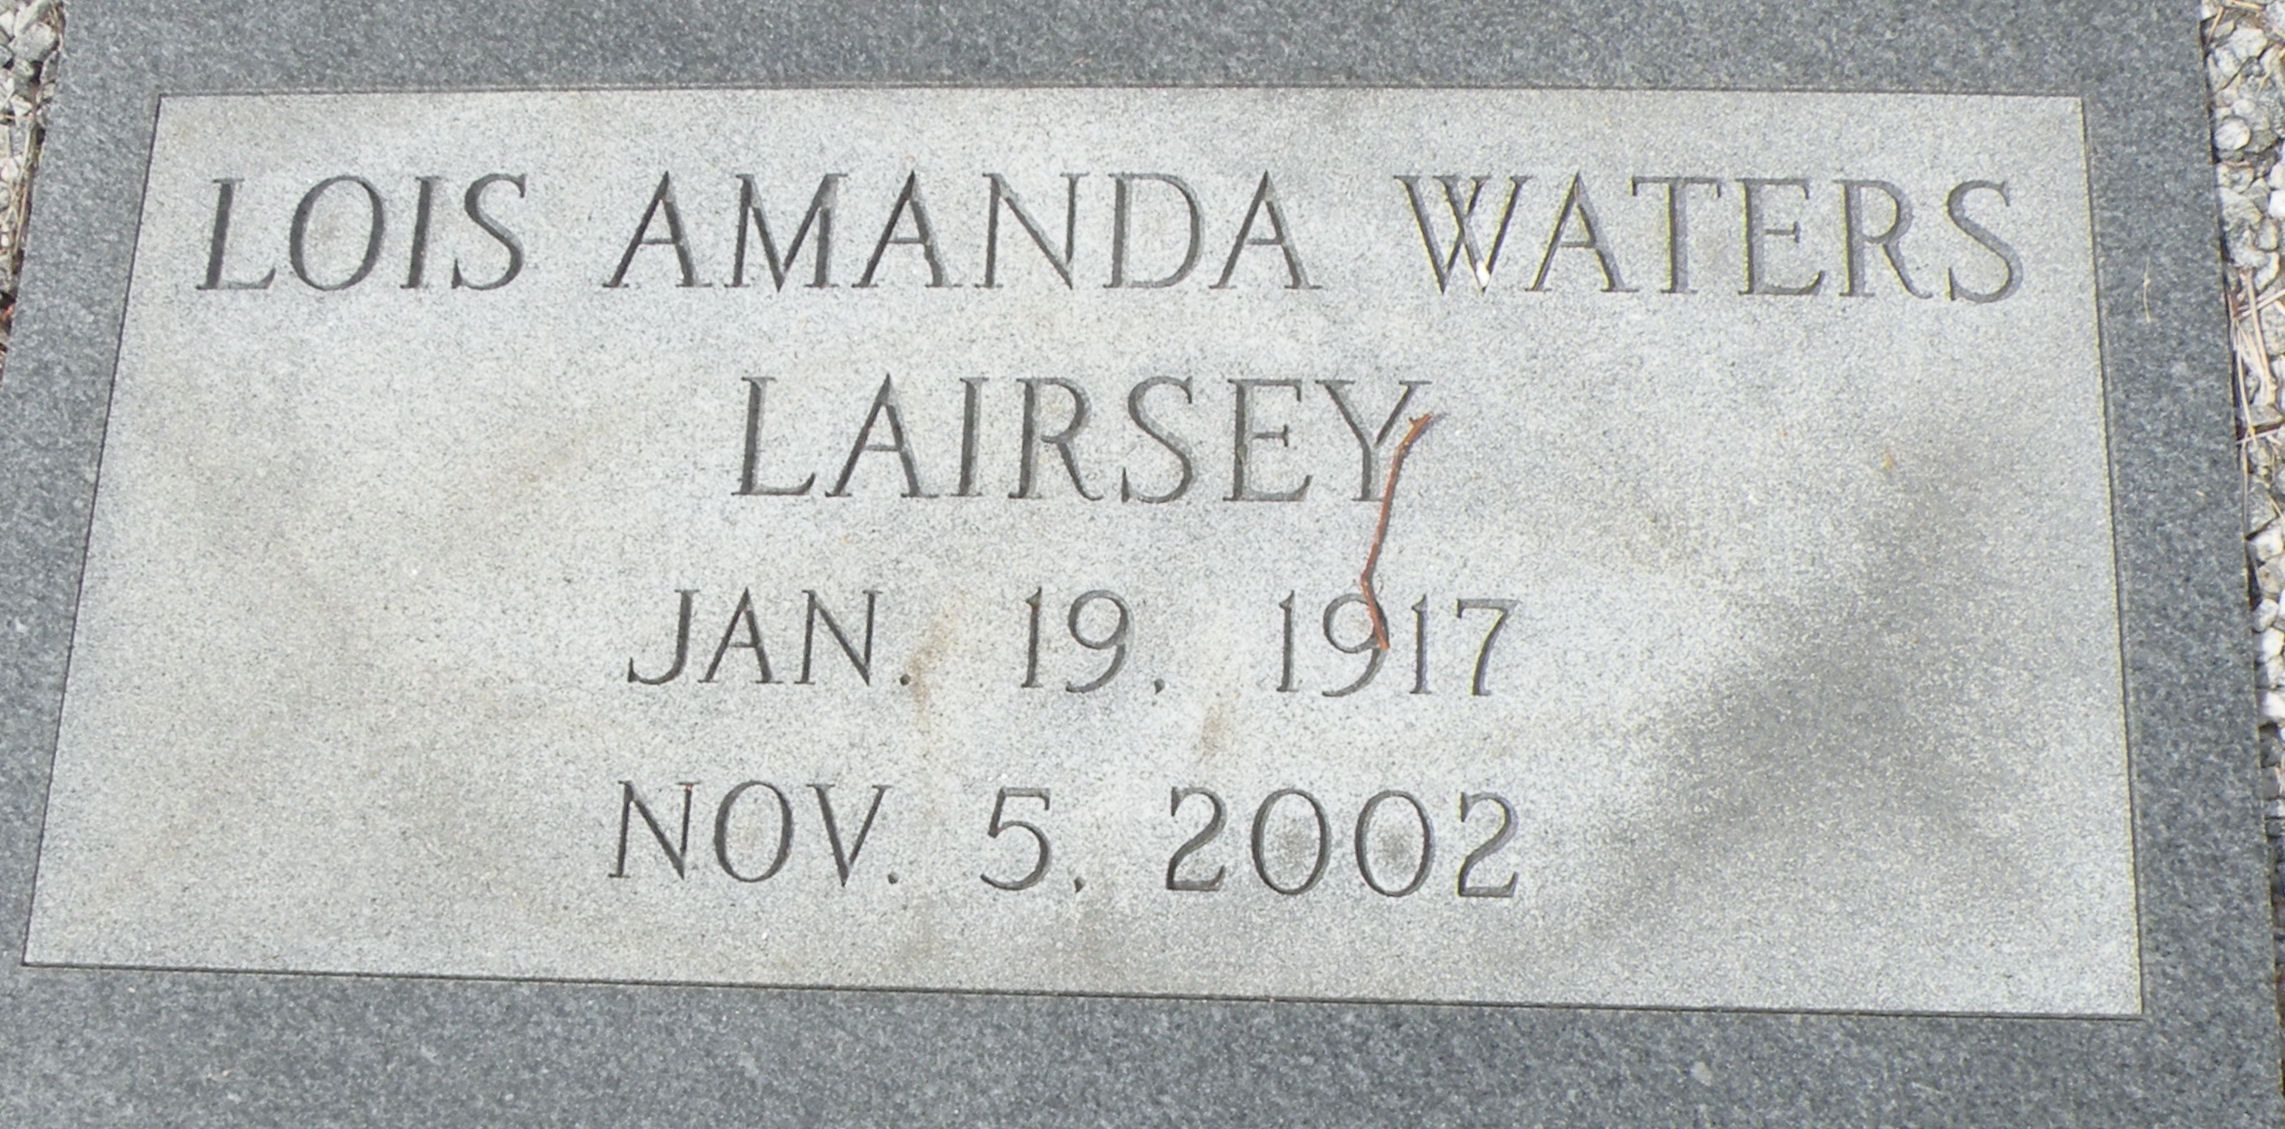 LOIS AMANDA WATERS
LAIRSEY
JAN. 19, 1917
NOV. 5, 2002